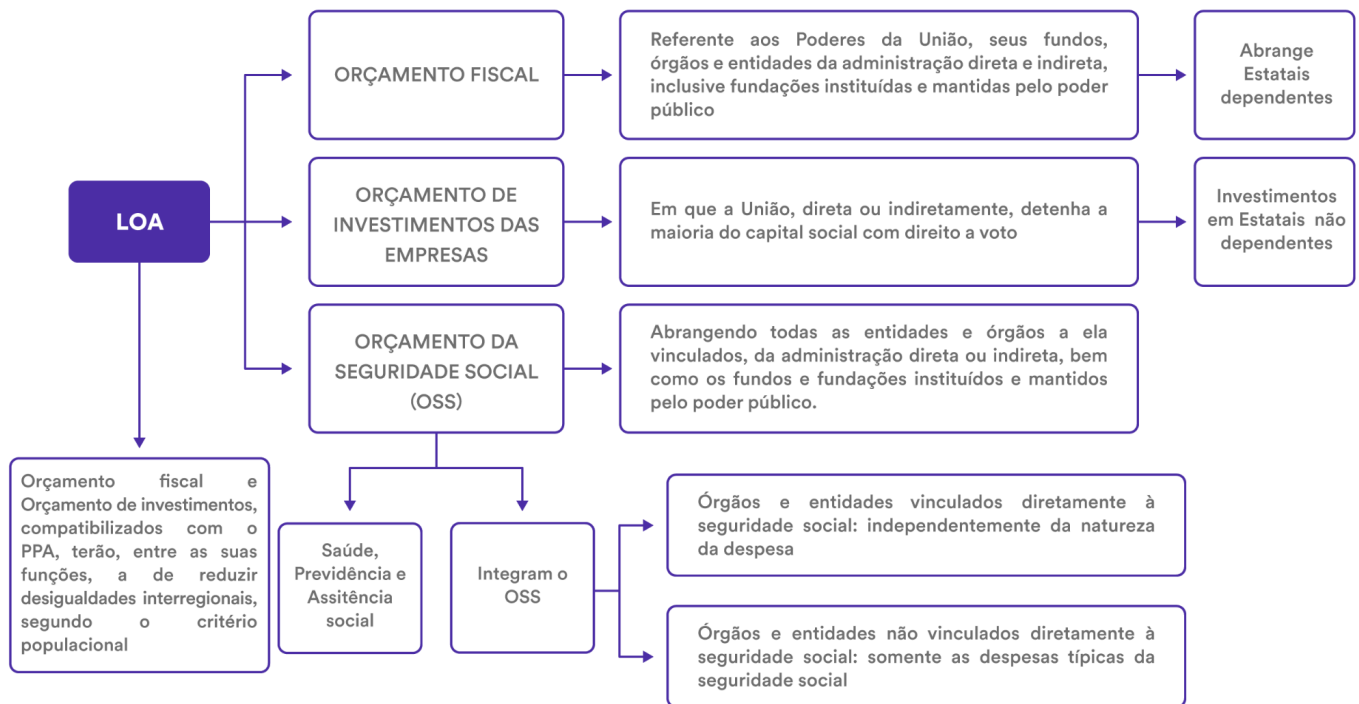 ORÇAMENTO FISCAL
Referente aos Poderes da União, seus fundos,
órgãos e entidades da administração direta e indireta,
inclusive fundações instituídas e mantidas pelo poder
público
Abrange
Estatais
dependentes
LOA
ORÇAMENTO DE
INVESTIMENTOS DAS
EMPRESAS
Em que a União, direta ou indiretamente, detenha a
maioria do capital social com direito a voto
Investimentos
em Estatais não
dependentes
ORÇAMENTO DA
SEGURIDADE SOCIAL
(OSS)
Abrangendo todas as entidades e órgãos a ela
vinculados, da administração direta ou indireta, bem
como os fundos e fundações instituídos e mantidos
pelo poder público.
Orçamento fiscal e
Orçamento de investimentos,
compatibilizados com o
PPA, terão, entre as suas
funções, a de reduzir
desigualdades interregionais,
segundo o critério
populacional
Saúde,
Previdência e
Assitência
social
Integram o
OSS
Órgãos e entidades vinculados diretamente à
seguridade social: independentemente da natureza
da despesa
Órgãos e entidades não vinculados diretamente à
seguridade social: somente as despesas típicas da
seguridade social